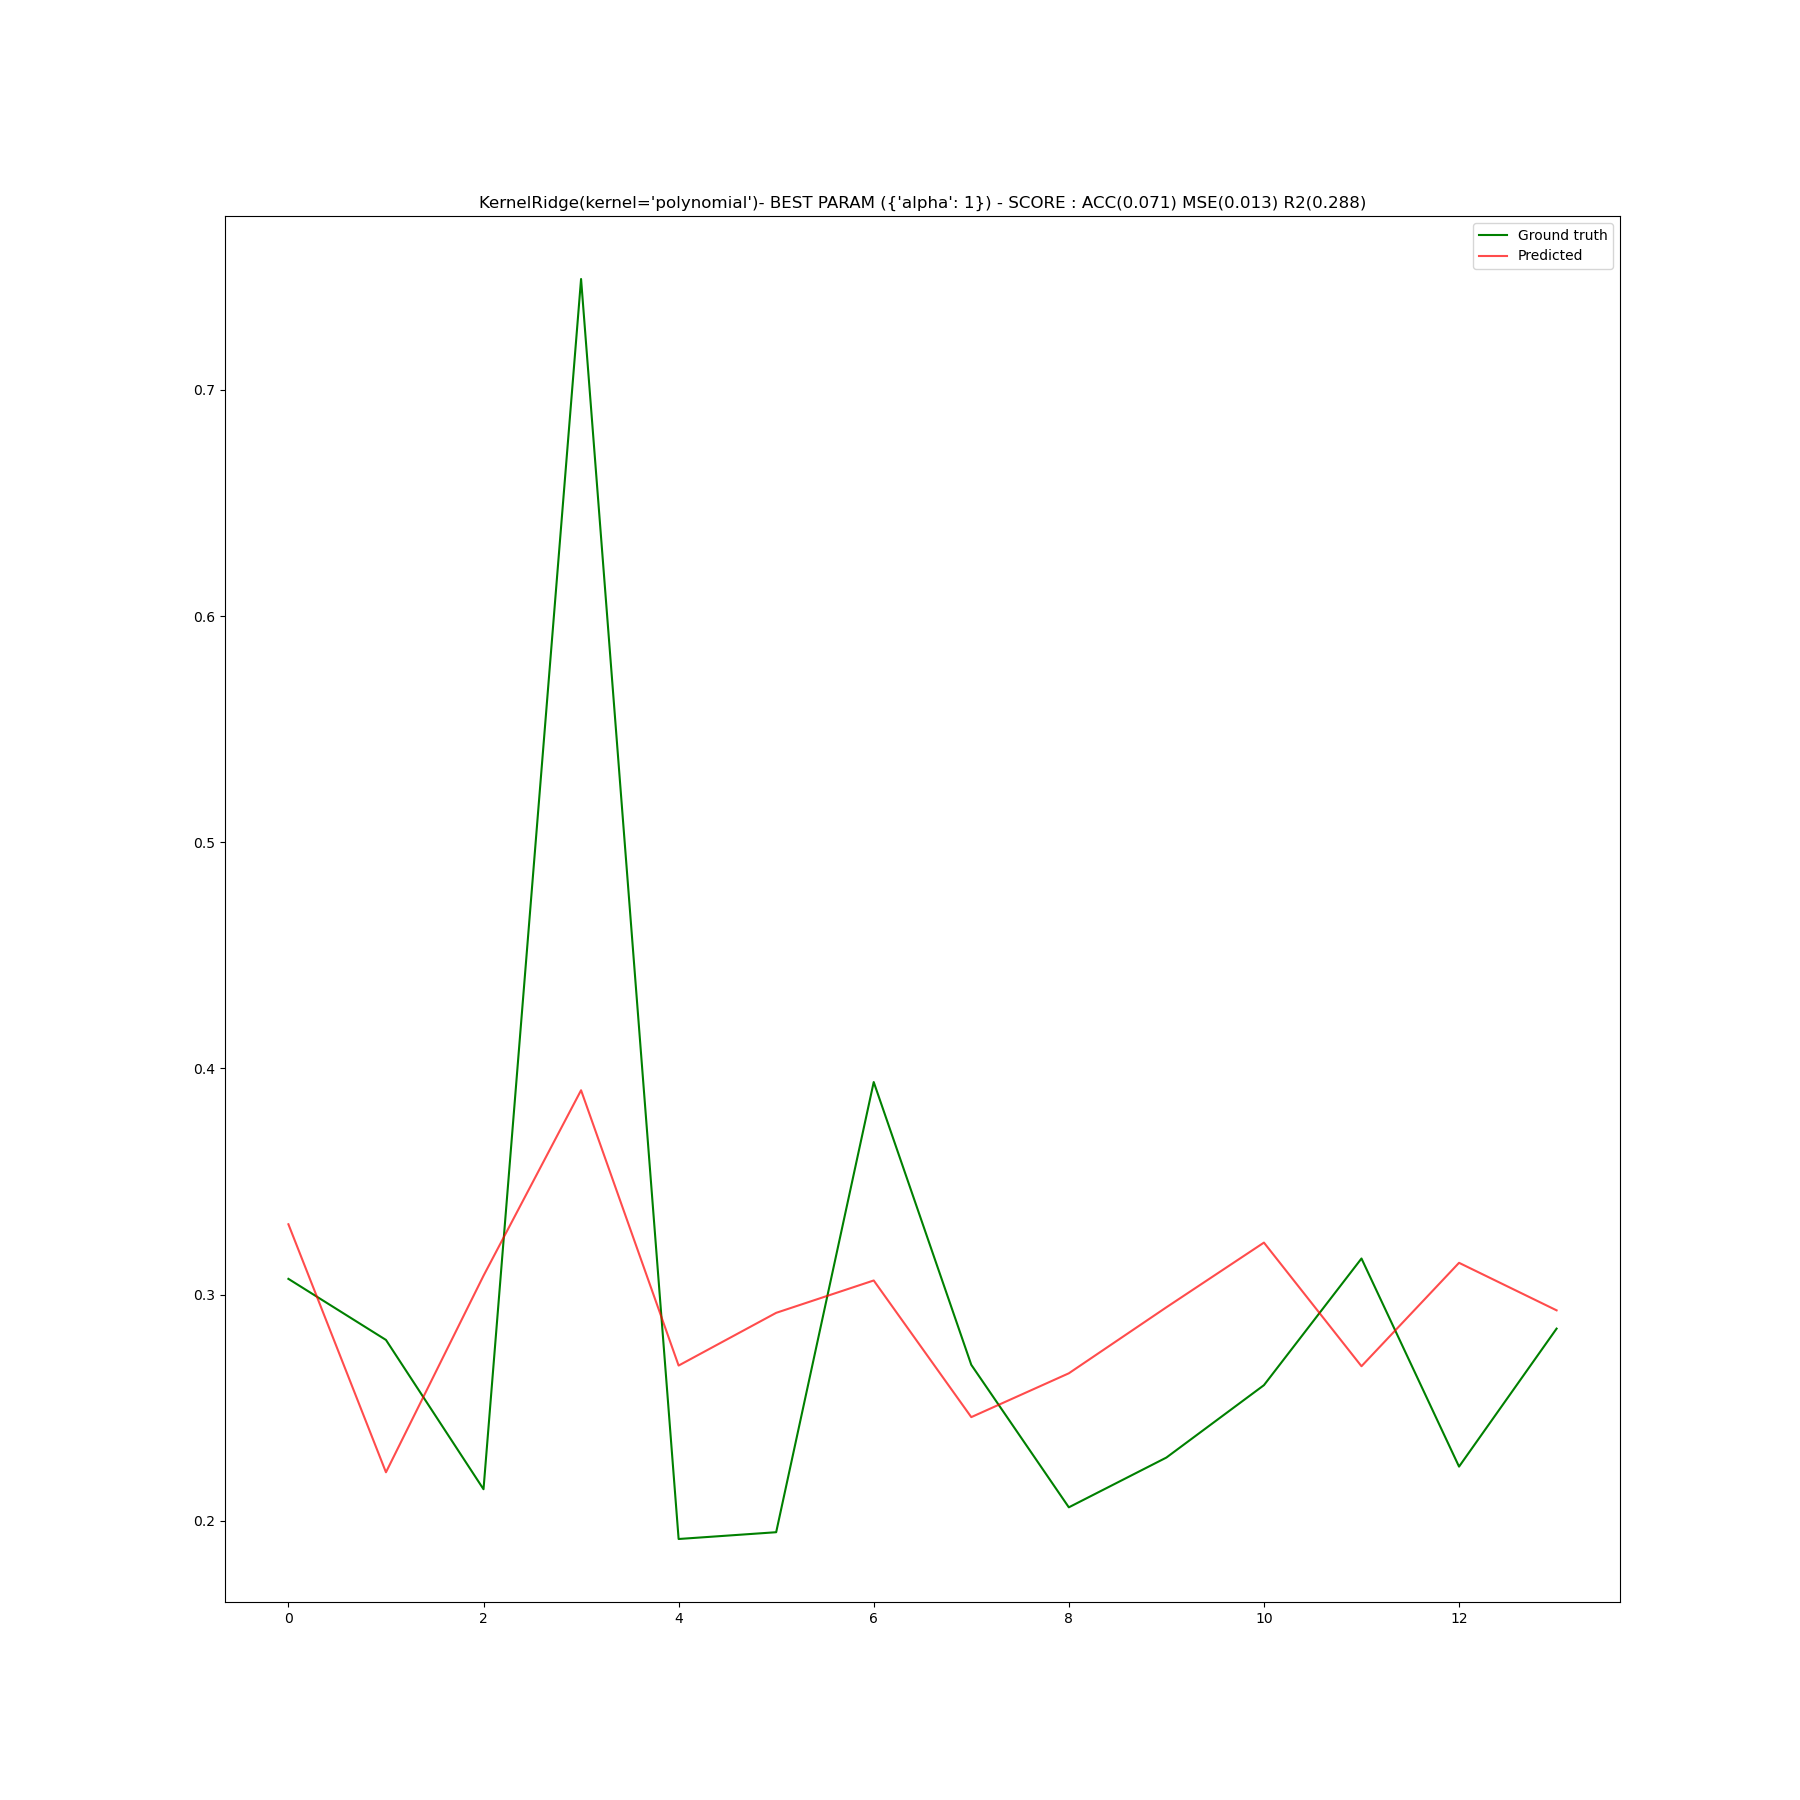 KernelRidge(kernel='polynomial')- BEST PARAM ({'alpha': 1}) - SCORE : ACC(0.071) MSE(0.013) R2(0.288)
Ground truth
Predicted
0.7
0.6
0.5
0.4
0.3
0.2
0 2 4 6 8 10 12